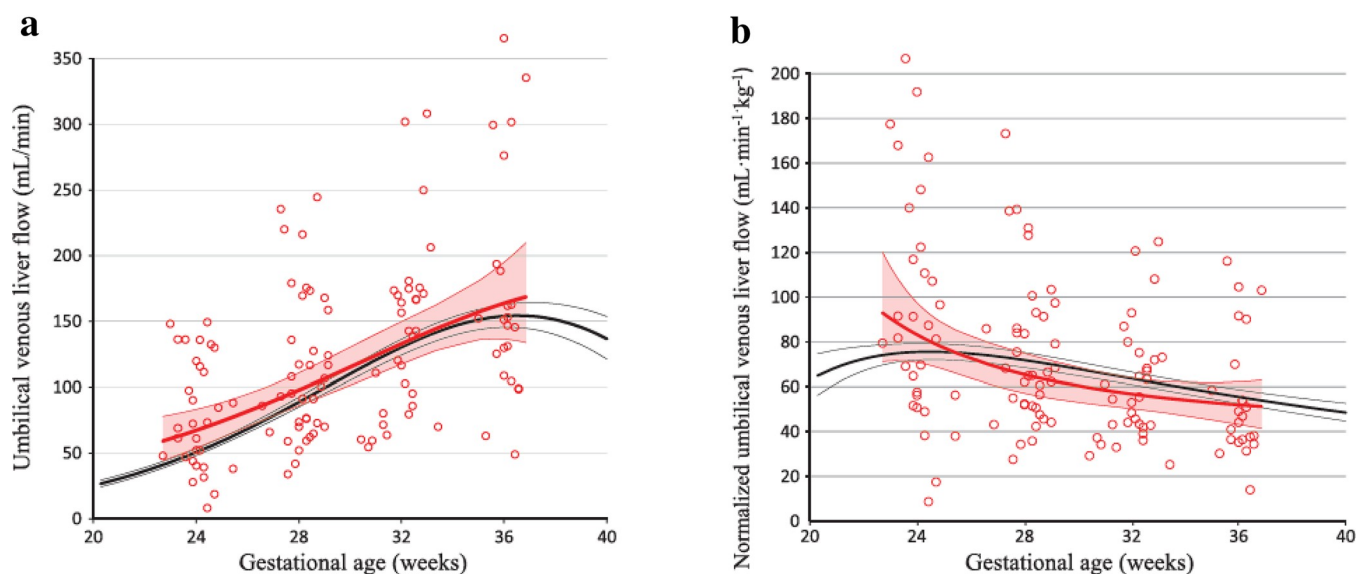 a
Umbilical venous liver flow (mL/min)
350
300
250
200
150
100
50
0
20 24 28 32 36 40
Gestational age (weeks)
b
Normalized umbilical venous liver flow (mL·min⁻¹·kg⁻¹)
200
180
160
140
120
100
80
60
40
20
0
20 24 28 32 36 40
Gestational age (weeks)